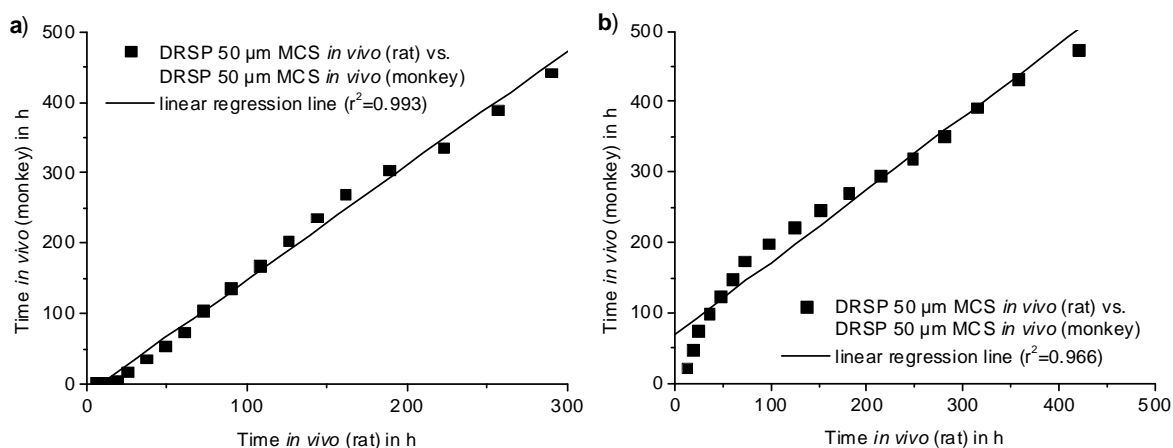 a)
500
400
300
200
100
0
Time in vivo (monkey) in h
DRSP 50 µm MCS in vivo (rat) vs.
DRSP 50 µm MCS in vivo (monkey)
linear regression line (r²=0.993)
0 100 200 300
Time in vivo (rat) in h
b)
500
400
300
200
100
0
Time in vivo (monkey) in h
DRSP 50 µm MCS in vivo (rat) vs.
DRSP 50 µm MCS in vivo (monkey)
linear regression line (r²=0.966)
0 100 200 300 400 500
Time in vivo (rat) in h